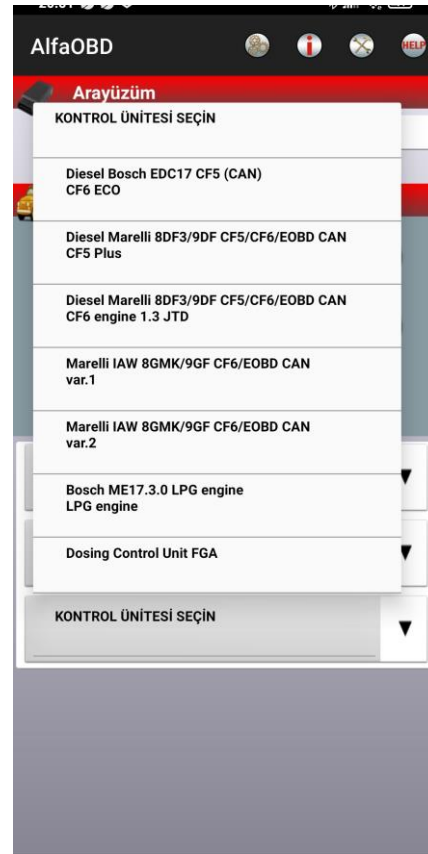 AlfaOBD
HELP
Arayüzüm
KONTROL ÜNİTESİ SEÇİN
Diesel Bosch EDC17 CF5 (CAN)
CF6 ECO
Diesel Marelli 8DF3/9DF CF5/CF6/EOBD CAN
CF5 Plus
Diesel Marelli 8DF3/9DF CF5/CF6/EOBD CAN
CF6 engine 1.3 JTD
Marelli IAW 8GMK/9GF CF6/EOBD CAN
var.1
Marelli IAW 8GMK/9GF CF6/EOBD CAN
var.2
Bosch ME17.3.0 LPG engine
LPG engine
Dosing Control Unit FGA
KONTROL ÜNİTESİ SEÇİN